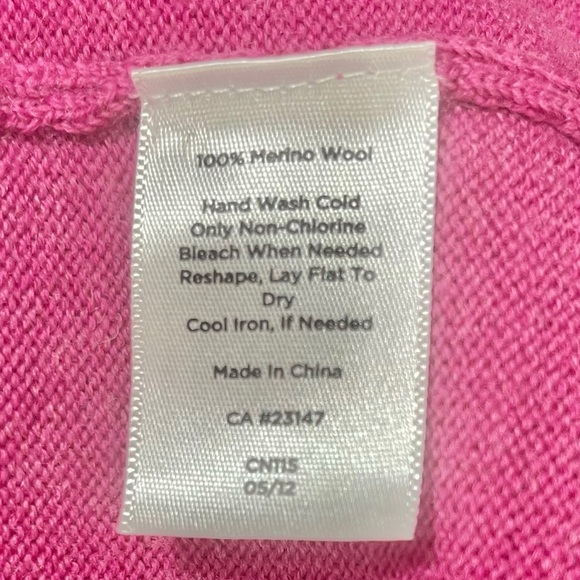 100% Merino Wool
Hand Wash Cold
Only Non-Chlorine
Bleach When Needed
Reshape, Lay Flat To
Dry
Cool Iron, If Needed
Made In China
CA #23147
CN115
05/12